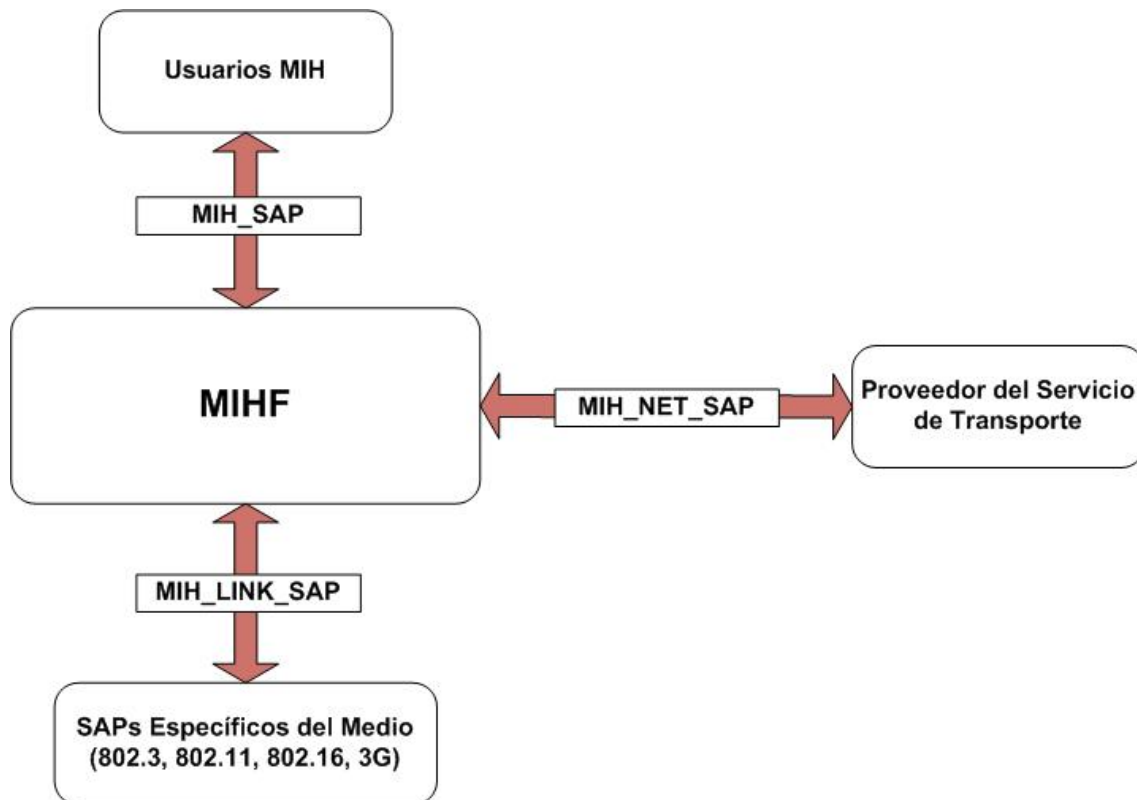 Usuarios MIH
MIH_SAP
MIHF
MIH_NET_SAP
Proveedor del Servicio
de Transporte
MIH_LINK_SAP
SAPs Específicos del Medio
(802.3, 802.11, 802.16, 3G)